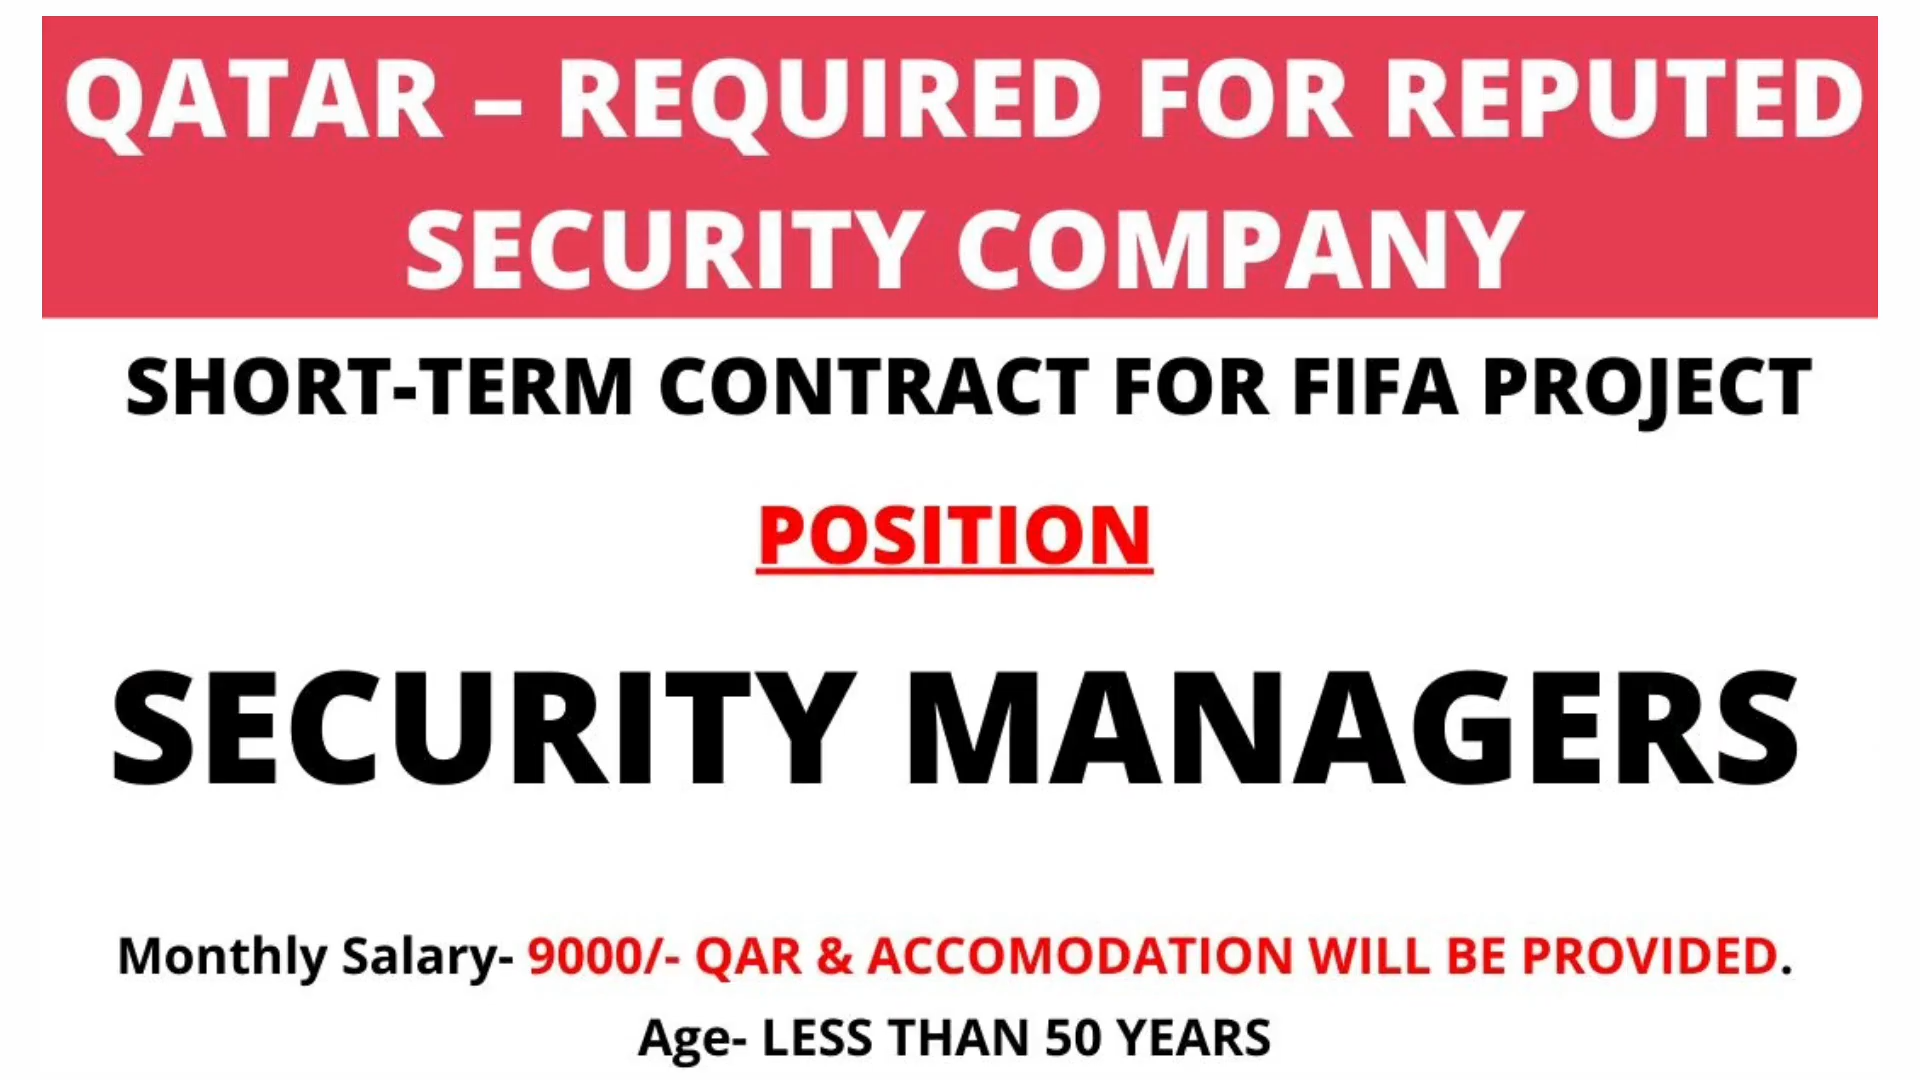 QATAR – REQUIRED FOR REPUTED
SECURITY COMPANY
SHORT-TERM CONTRACT FOR FIFA PROJECT
POSITION
SECURITY MANAGERS
Monthly Salary- 9000/- QAR & ACCOMODATION WILL BE PROVIDED.
Age- LESS THAN 50 YEARS